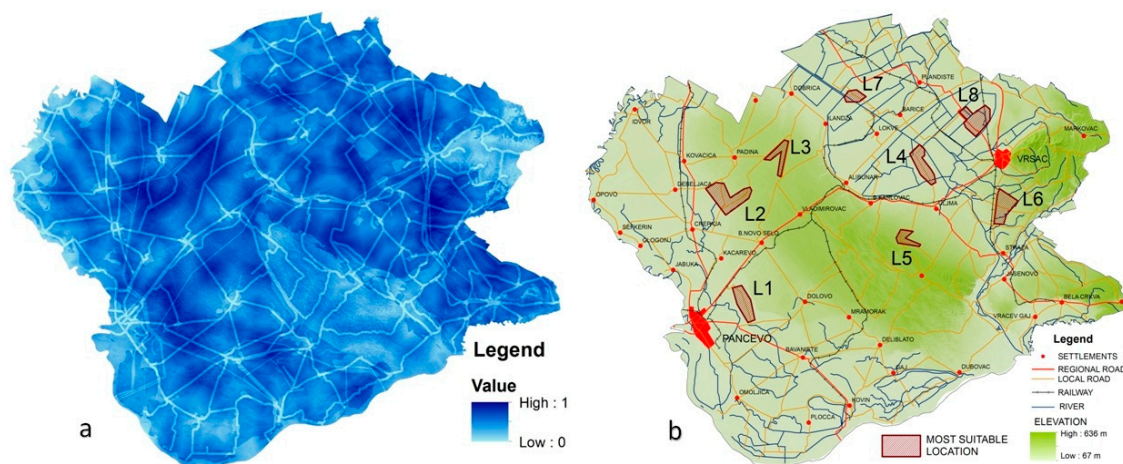 Legend
Value
High : 1
Low : 0
a
PLANDISTE
DOBRICA
L7
L8
ILANDZA
BARICE
IDVOR
LOKVE
MARKOVAC
L3
PADINA
KOVACICA
L4
VRSAC
ALIBUNAR
DEBELJACA
OPOVO
L2
L6
VLADIMIROVAC
ULJMA
CREPAJA
SEFKERIN
B.NOVO SELO
GLOGONJ
L5
KACAREVO
STRAZA
JABUKA
JASENOVO
L1
DOLOVO
BELA CRKVA
MRAMORAK
VRACEV GAJ
PANCEVO
DELIBLATO
BAVANISTE
GAJ
DUBOVAC
OMOLJICA
KOVIN
PLOCCA
Legend
SETTLEMENTS
REGIONAL ROAD
LOCAL ROAD
RAILWAY
RIVER
ELEVATION
High : 636 m
Low : 67 m
MOST SUITABLE
LOCATION
b